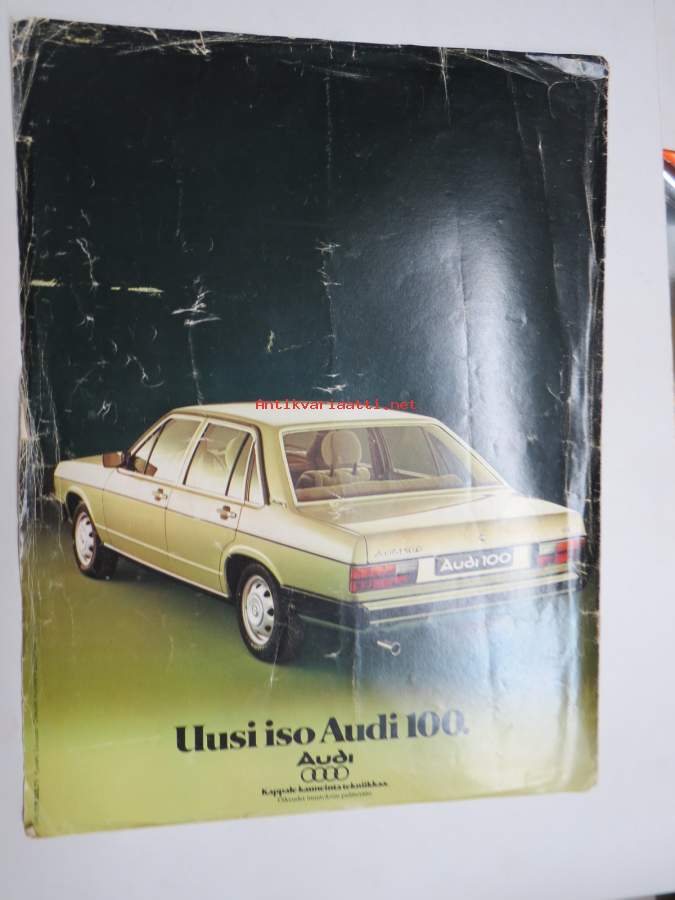 Antikvariaatti.net
Audi 100
Uusi iso Audi 100.
Audi
Kappale kauneinta tekniikkaa.